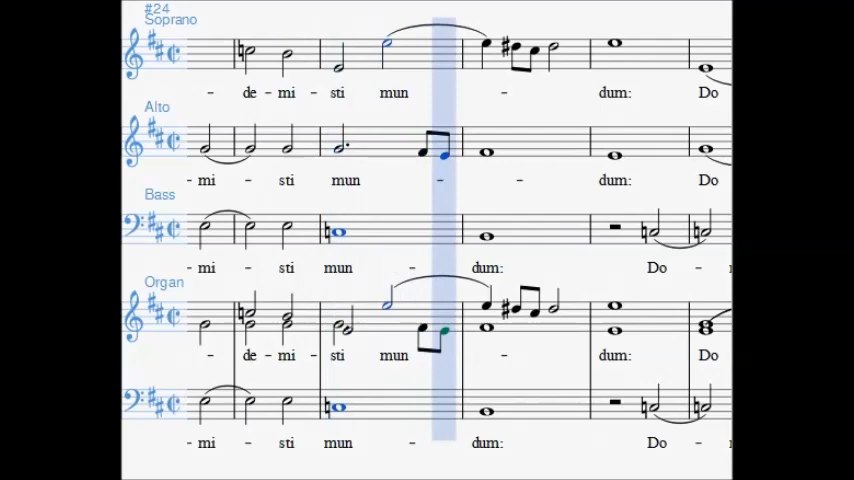 #24
Soprano
- de - mi - sti mun - dum: Do
Alto
- mi - sti mun - - dum: Do
Bass
- mi - sti mun - dum: Do -
Organ
- de - mi - sti mun - dum: Do
- mi - sti mun - dum: Do -